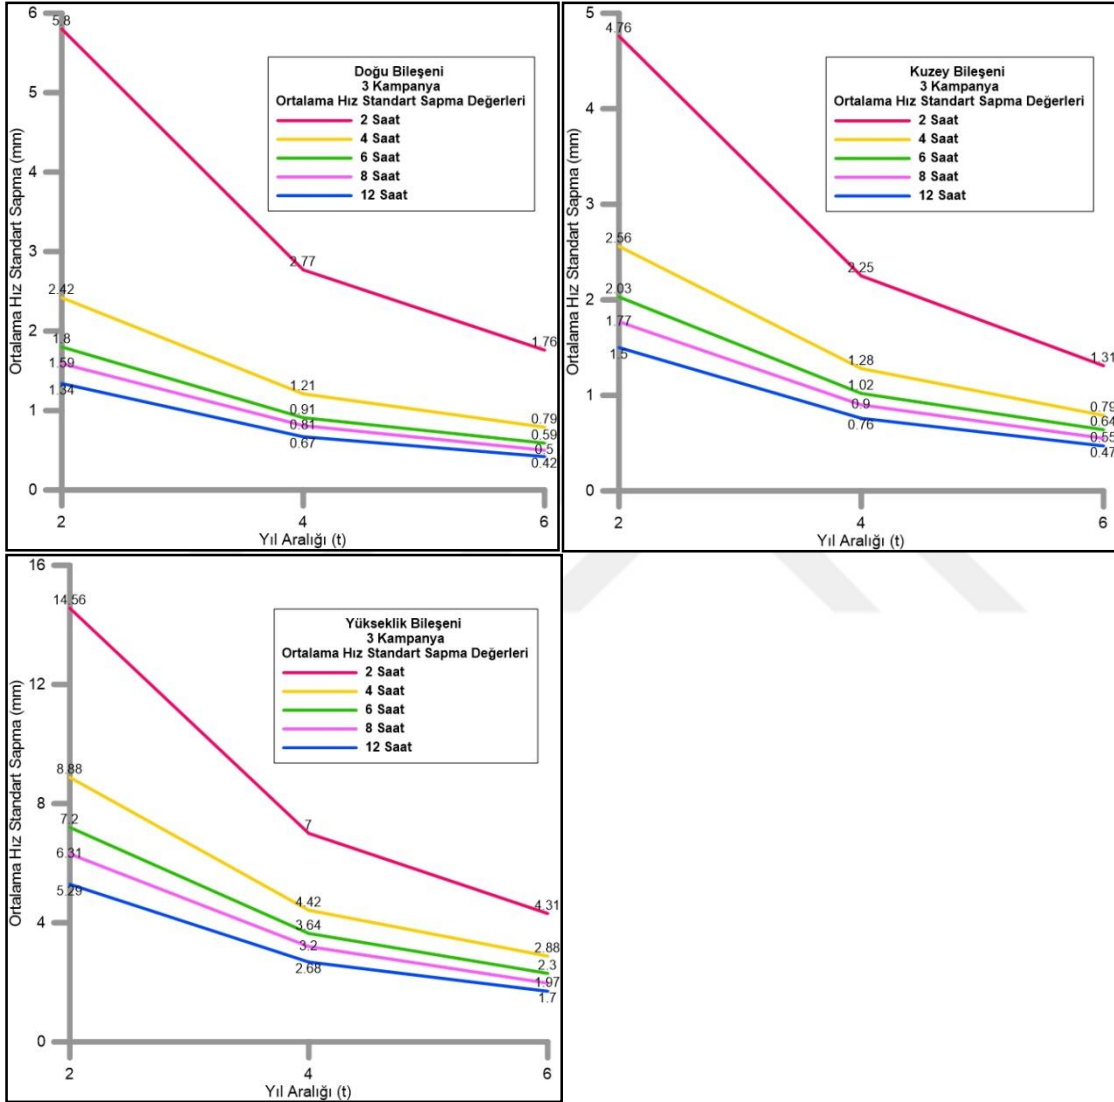 6
5
4
3
2
1
0
Ortalama Hız Standart Sapma (mm)
Doğu Bileşeni
3 Kampanya
Ortalama Hız Standart Sapma Değerleri
2 Saat
4 Saat
6 Saat
8 Saat
12 Saat
5.8
2.77
1.76
2.42
1.21
0.79
1.8
0.91
0.59
1.59
0.81
0.5
1.34
0.67
0.42
2
4
6
Yıl Aralığı (t)
5
4
3
2
1
0
Ortalama Hız Standart Sapma (mm)
Kuzey Bileşeni
3 Kampanya
Ortalama Hız Standart Sapma Değerleri
2 Saat
4 Saat
6 Saat
8 Saat
12 Saat
4.76
2.25
1.31
2.56
1.28
0.79
2.03
1.02
0.64
1.77
0.9
0.55
1.5
0.76
0.47
2
4
6
Yıl Aralığı (t)
16
12
8
4
0
Ortalama Hız Standart Sapma (mm)
Yükseklik Bileşeni
3 Kampanya
Ortalama Hız Standart Sapma Değerleri
2 Saat
4 Saat
6 Saat
8 Saat
12 Saat
14.56
7
4.31
8.88
4.42
2.88
7.2
3.64
2.3
6.31
3.2
1.97
5.29
2.68
1.7
2
4
6
Yıl Aralığı (t)